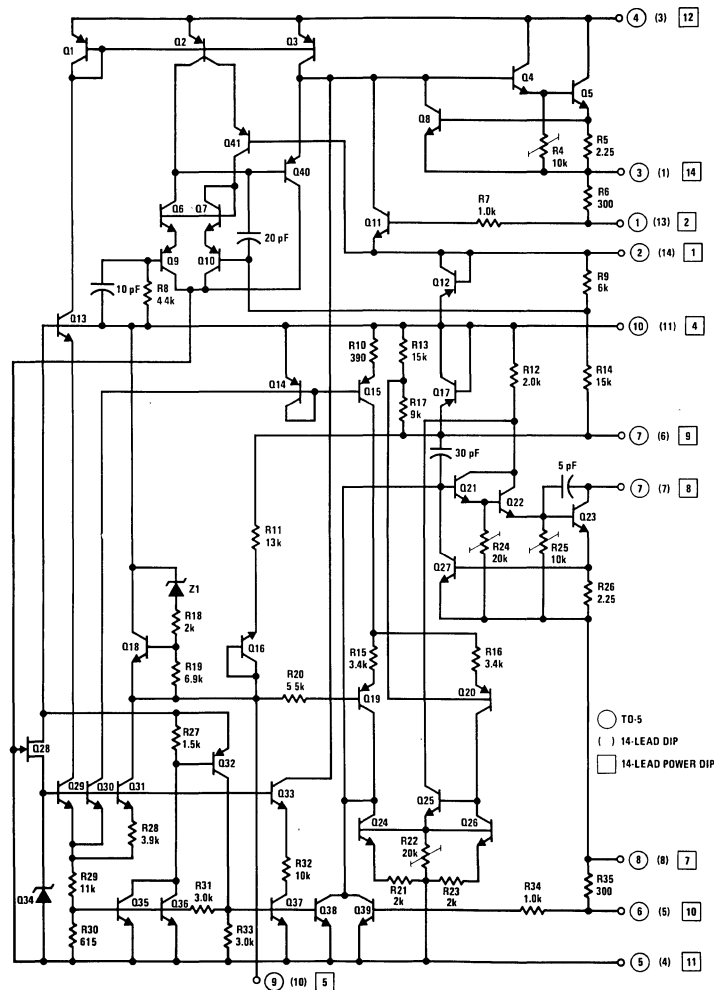 4 (3) 12
Q1
Q2
Q3
Q4
Q5
Q8
R4
10k
R5
2.25
Q41
Q40
3 (1) 14
R6
300
R7
1.0k
1 (13) 2
Q6
Q7
20 pF
Q11
2 (14) 1
Q9
Q10
Q12
R9
6k
10 pF
R8
4 4k
Q13
10 (11) 4
R10
390
R13
15k
R12
2.0k
R14
15k
Q14
Q15
R17
9k
Q17
7 (6) 9
30 pF
5 pF
7 (7) 8
Q21
Q22
Q23
R11
13k
R24
20k
R25
10k
Q27
R26
2.25
Z1
R18
2k
Q18
R19
6.9k
Q16
R15
3.4k
R16
3.4k
R20
5 5k
Q19
Q20
TO-5
( ) 14-LEAD DIP
14-LEAD POWER DIP
Q28
R27
1.5k
Q32
Q29
Q30
Q31
Q33
Q25
Q24
Q26
R28
3.9k
R22
20k
8 (8) 7
R32
10k
R29
11k
R21
2k
R23
2k
R35
300
Q34
R31
3.0k
R34
1.0k
6 (5) 10
Q35
Q36
Q37
Q38
Q39
R30
615
R33
3.0k
5 (4) 11
9 (10) 5